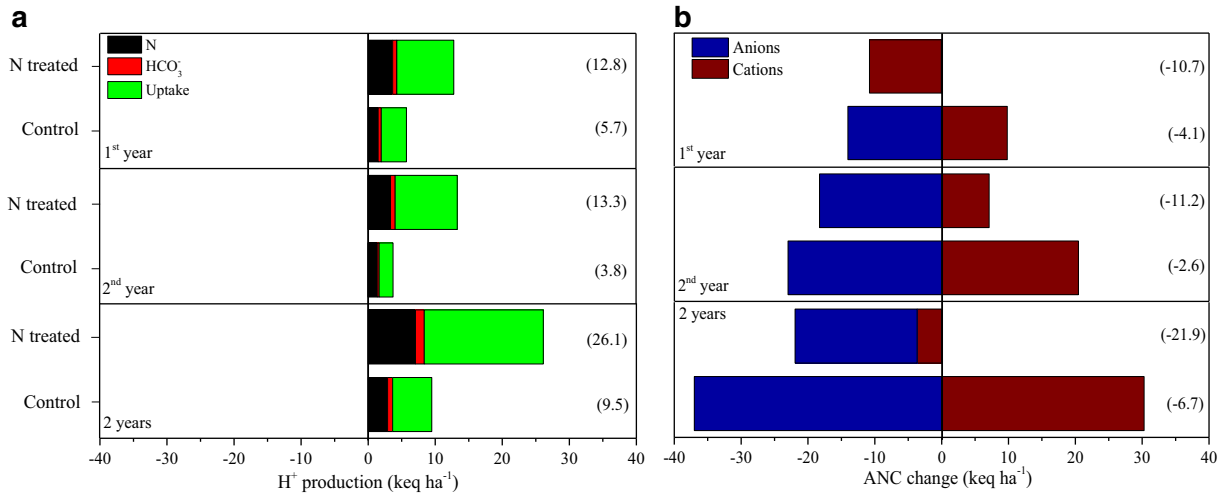 a
N
HCO₃⁻
Uptake
N treated
(12.8)
Control
(5.7)
1st year
N treated
(13.3)
Control
(3.8)
2nd year
N treated
(26.1)
Control
(9.5)
2 years
-40 -30 -20 -10 0 10 20 30 40
H⁺ production (keq ha⁻¹)
b
Anions
Cations
(-10.7)
(-4.1)
1st year
(-11.2)
(-2.6)
2nd year
2 years
(-21.9)
(-6.7)
-40 -30 -20 -10 0 10 20 30 40
ANC change (keq ha⁻¹)